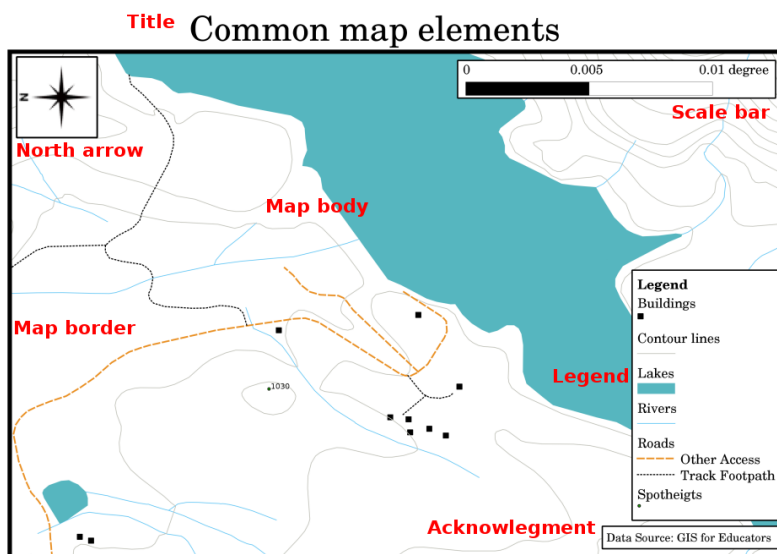 Title Common map elements
0 0.005 0.01 degree
N
Scale bar
North arrow
Map body
Map border
1030
Legend
Legend
Buildings
Contour lines
Lakes
Rivers
Roads
Other Access
Track Footpath
Spotheigts
Acknowlegment
Data Source: GIS for Educators